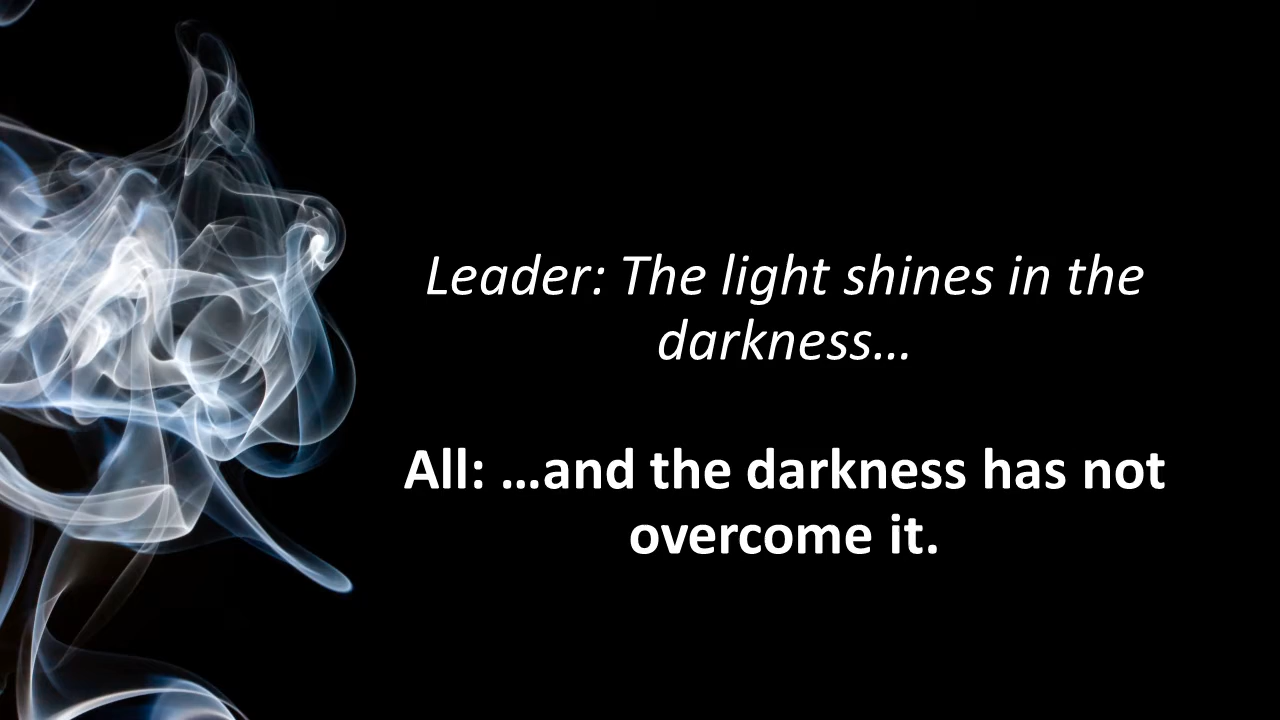 Leader: The light shines in the
darkness…
All: …and the darkness has not
overcome it.